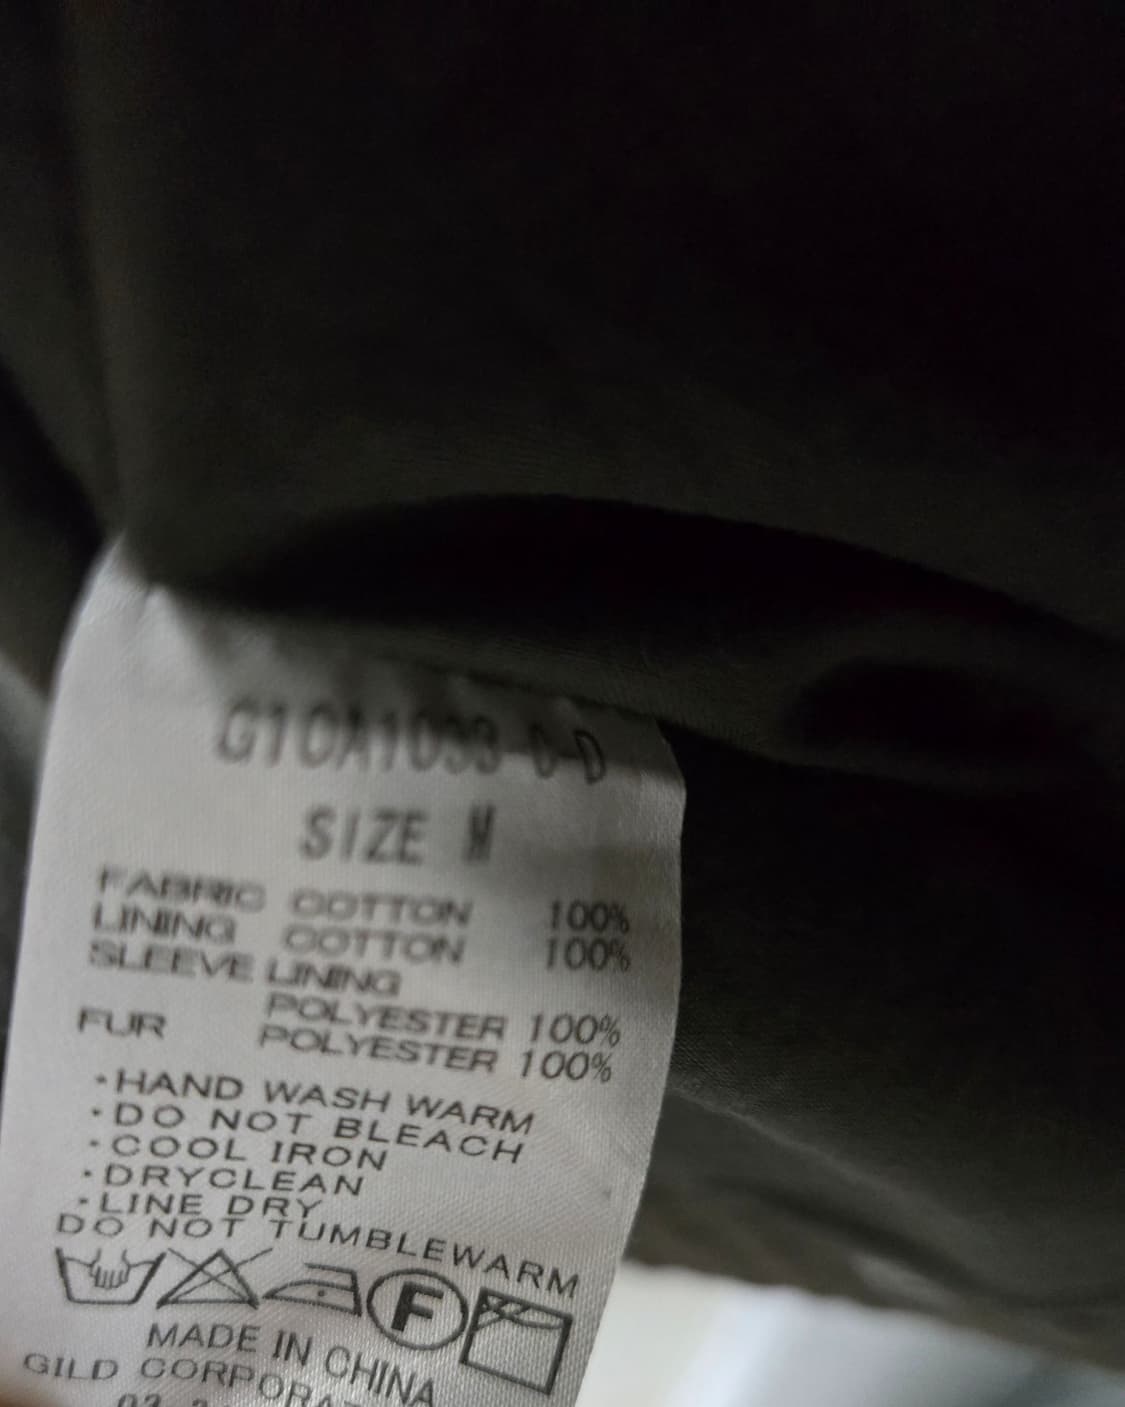 SIZE M
FABRIC COTTON 100%
LINING COTTON 100%
SLEEVE LINING
POLYESTER 100%
FUR POLYESTER 100%
・HAND WASH WARM
・DO NOT BLEACH
・COOL IRON
・DRYCLEAN
・LINE DRY
DO NOT TUMBLEWARM
F
MADE IN CHINA
GILD